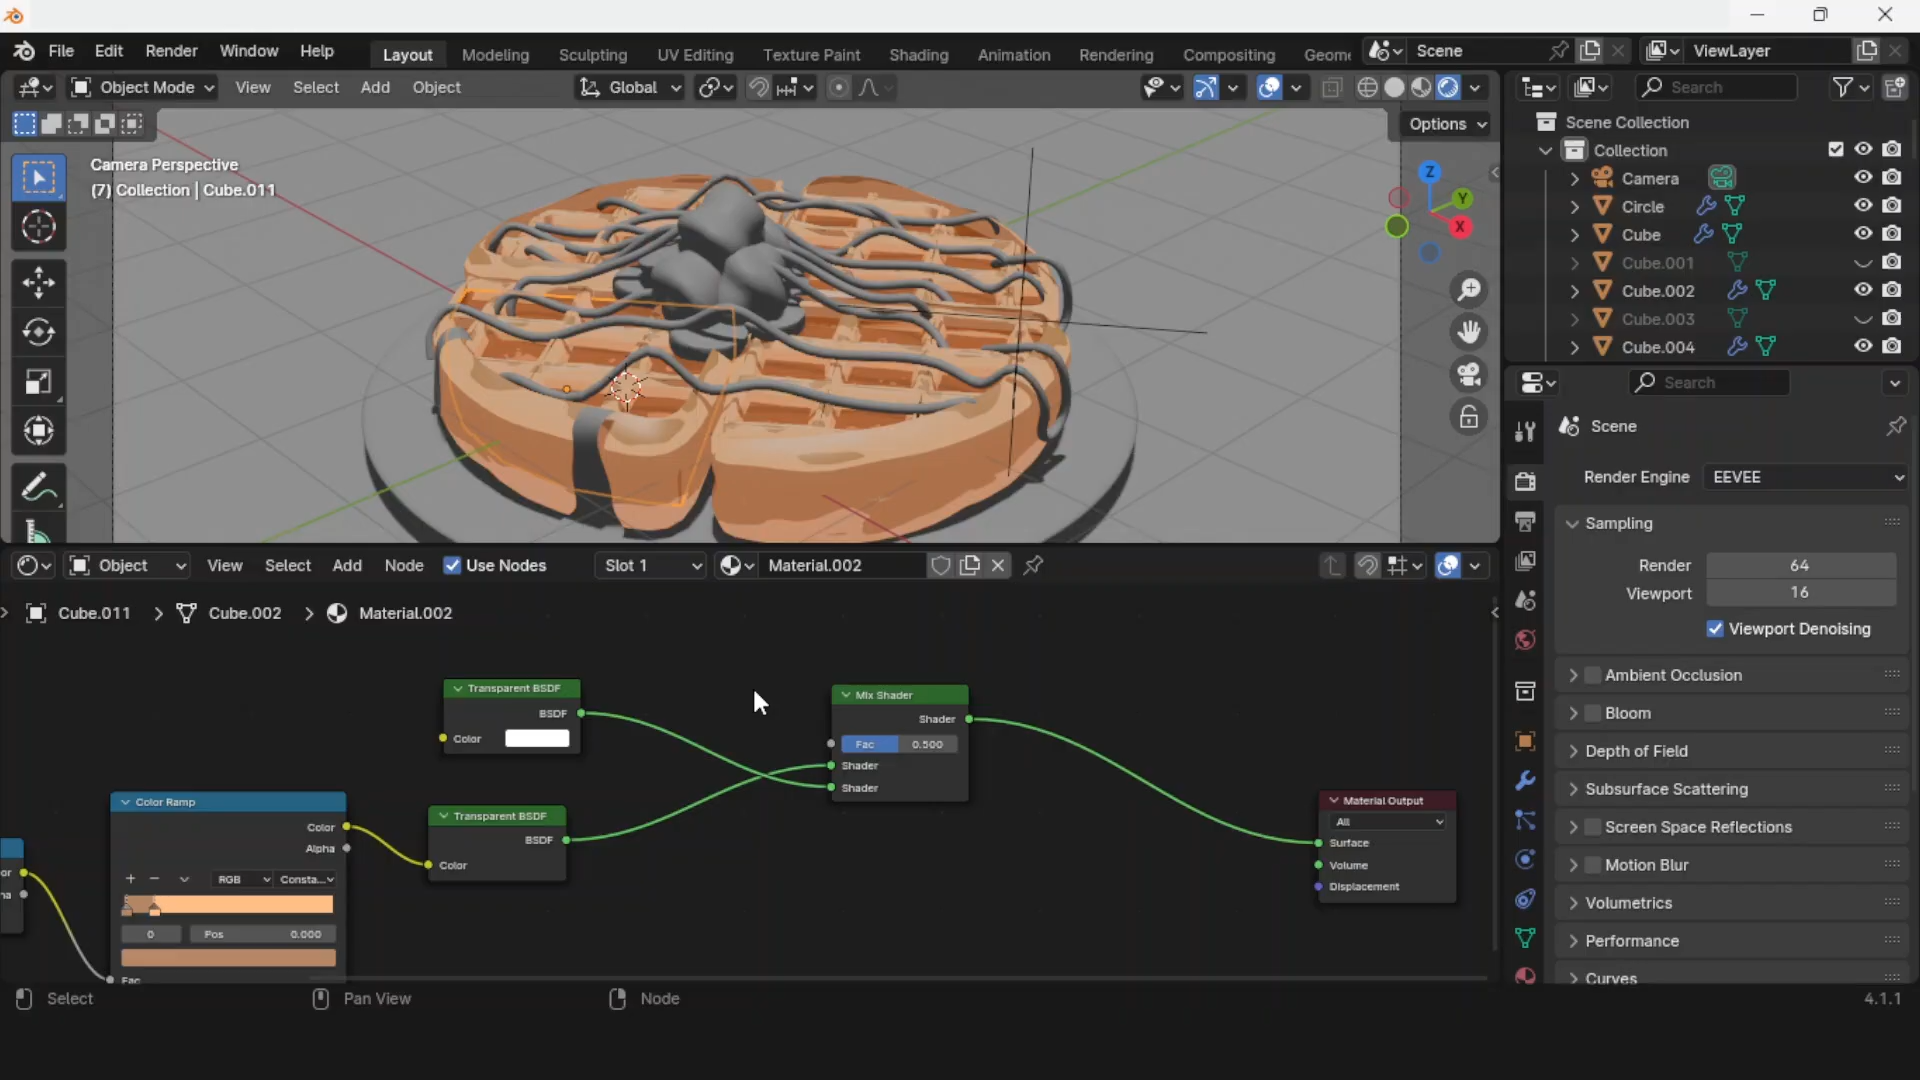 File Edit Render Window Help Layout Modeling Sculpting UV Editing Texture Paint Shading Animation Rendering Compositing Geome Scene ViewLayer
Object Mode View Select Add Object Global Search
Options
Camera Perspective
(7) Collection | Cube.011
Z
Y
X
Scene Collection
Collection
Camera
Circle
Cube
Cube.001
Cube.002
Cube.003
Cube.004
Search
Scene
Render Engine EEVEE
Sampling
Render 64
Viewport 16
Viewport Denoising
Ambient Occlusion
Bloom
Depth of Field
Subsurface Scattering
Screen Space Reflections
Motion Blur
Volumetrics
Performance
Curves
Object View Select Add Node Use Nodes Slot 1 Material.002
Cube.011 > Cube.002 > Material.002
Transparent BSDF
BSDF
Color
Mix Shader
Shader
Fac 0.500
Shader
Shader
Color Ramp
Color
Alpha
+ − RGB Consta...
0 Pos 0.000
Fac
Transparent BSDF
BSDF
Color
Material Output
All
Surface
Volume
Displacement
Select Pan View Node 4.1.1